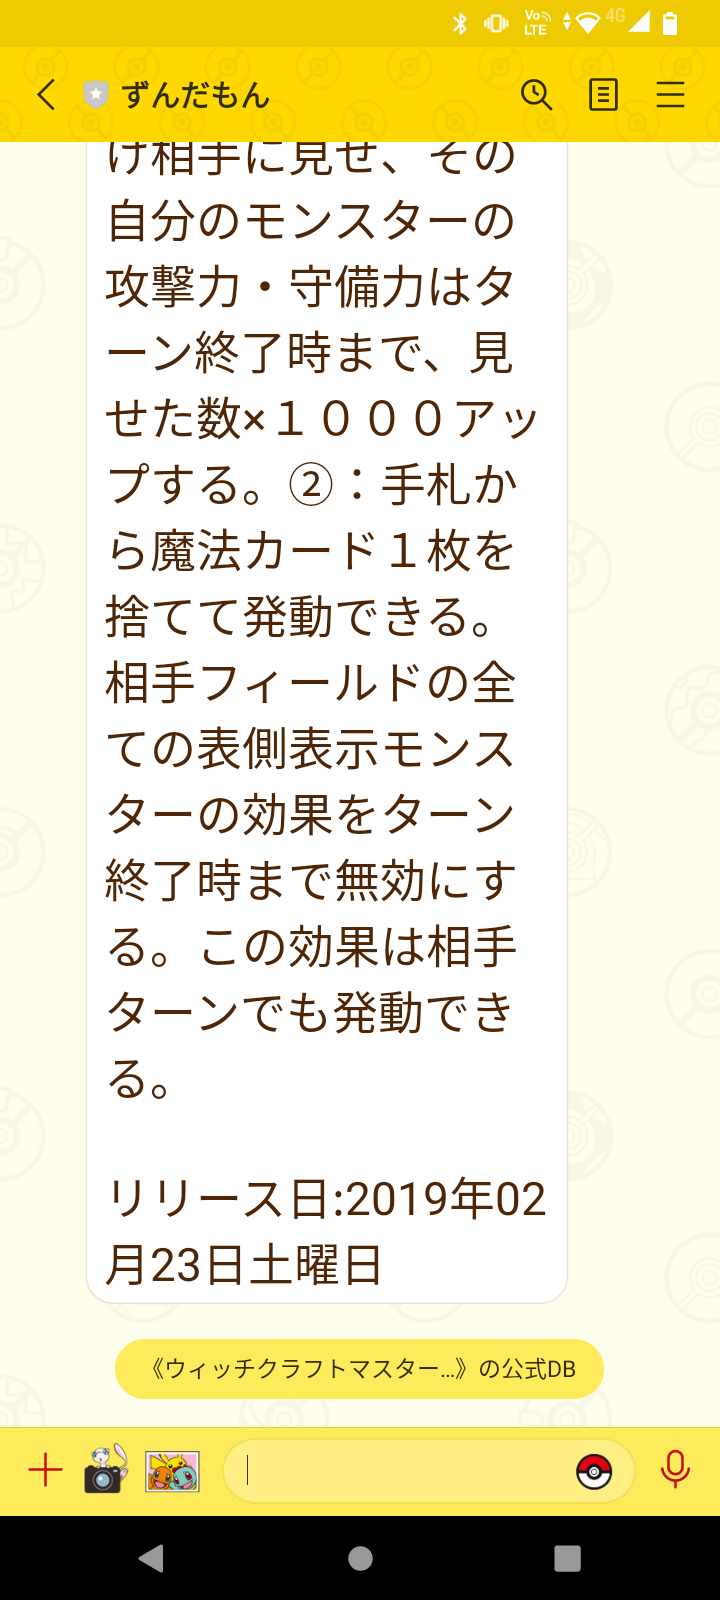 Vo
LTE
4G
ずんだもん
け相手に見せ、その
自分のモンスターの
攻撃力・守備力はタ
ーン終了時まで、見
せた数×１０００アッ
プする。②：手札か
ら魔法カード１枚を
捨てて発動できる。
相手フィールドの全
ての表側表示モンス
ターの効果をターン
終了時まで無効にす
る。この効果は相手
ターンでも発動でき
る。
リリース日:2019年02
月23日土曜日
《ウィッチクラフトマスター...》の公式DB